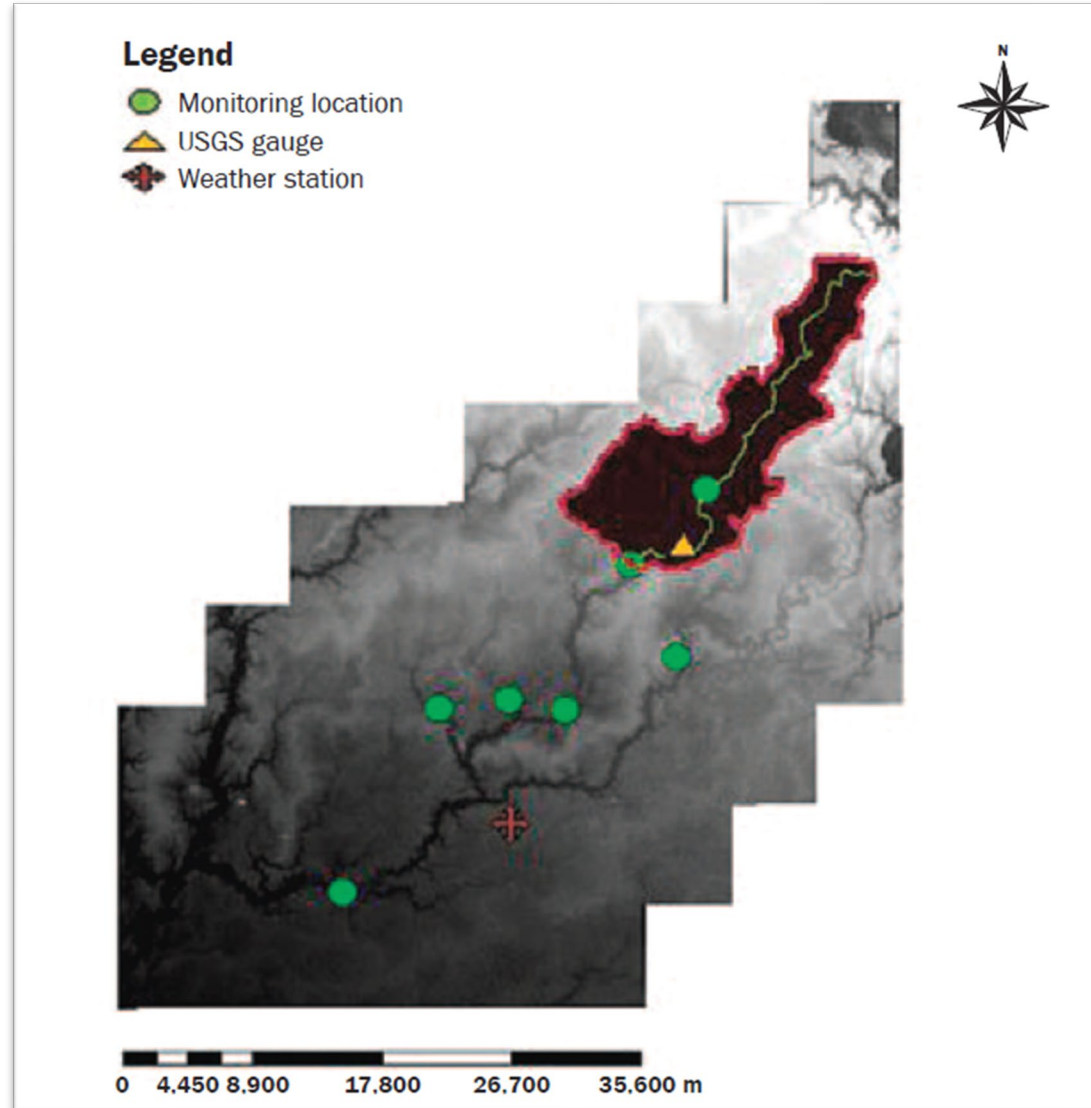 Legend
Monitoring location
USGS gauge
Weather station
N
0 4,450 8,900 17,800 26,700 35,600 m